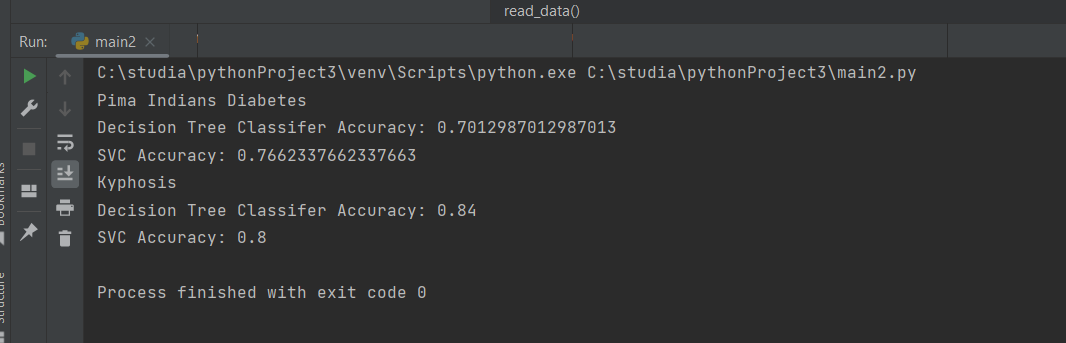 read_data()
Run: main2
C:\studia\pythonProject3\venv\Scripts\python.exe C:\studia\pythonProject3\main2.py
Pima Indians Diabetes
Decision Tree Classifer Accuracy: 0.7012987012987013
SVC Accuracy: 0.7662337662337663
Kyphosis
Decision Tree Classifer Accuracy: 0.84
SVC Accuracy: 0.8
Process finished with exit code 0
Bookmarks
Structure